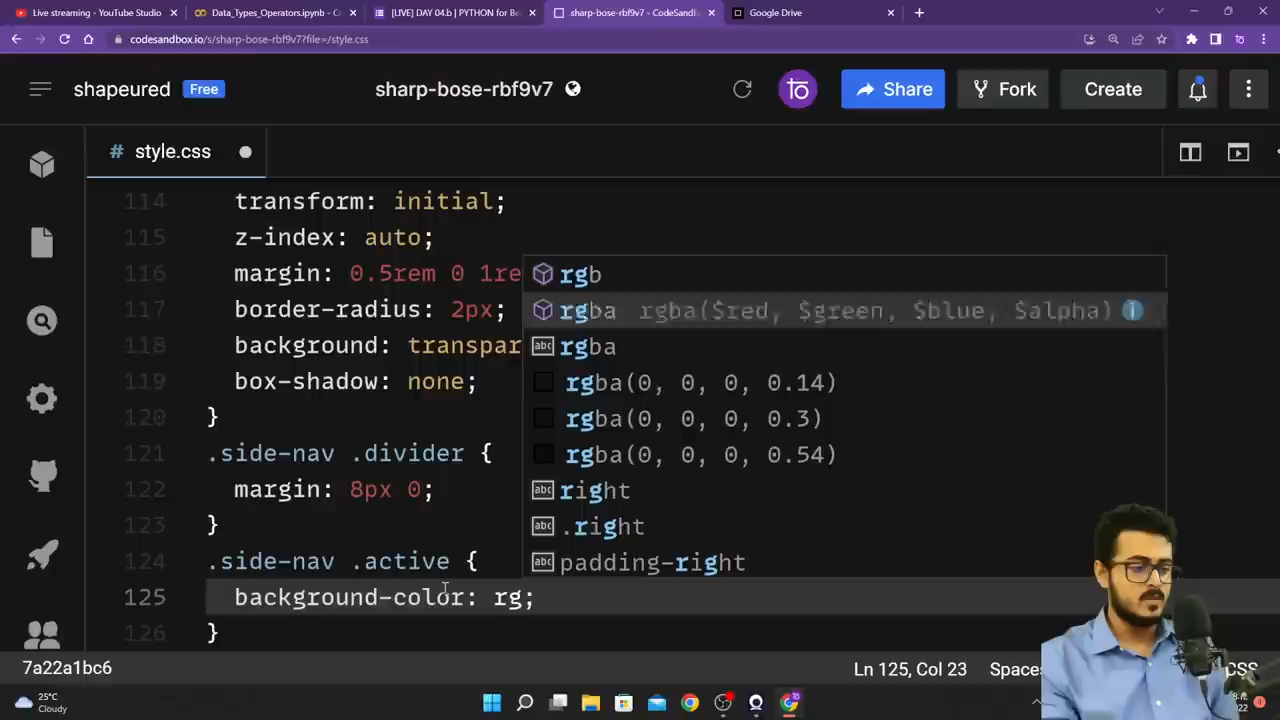 Live streaming - YouTube Studio
Data_Types_Operators.ipynb - C
[LIVE] DAY 04.b | PYTHON for Be
sharp-bose-rbf9v7 - CodeSand
Google Drive
codesandbox.io/s/sharp-bose-rbf9v7?file=/style.css
shapeured Free
sharp-bose-rbf9v7
Share
Fork
Create
# style.css
114 transform: initial;
115 z-index: auto;
116 margin: 0.5rem 0 1re
117 border-radius: 2px;
118 background: transpar
119 box-shadow: none;
120 }
121 .side-nav .divider {
122 margin: 8px 0;
123 }
124 .side-nav .active {
125 background-color: rg;
126 }
rgb
rgba rgba($red, $green, $blue, $alpha)
abc rgba
rgba(0, 0, 0, 0.14)
rgba(0, 0, 0, 0.3)
rgba(0, 0, 0, 0.54)
abc right
abc .right
abc padding-right
7a22a1bc6
Ln 125, Col 23
Spaces
CSS
25°C
Cloudy